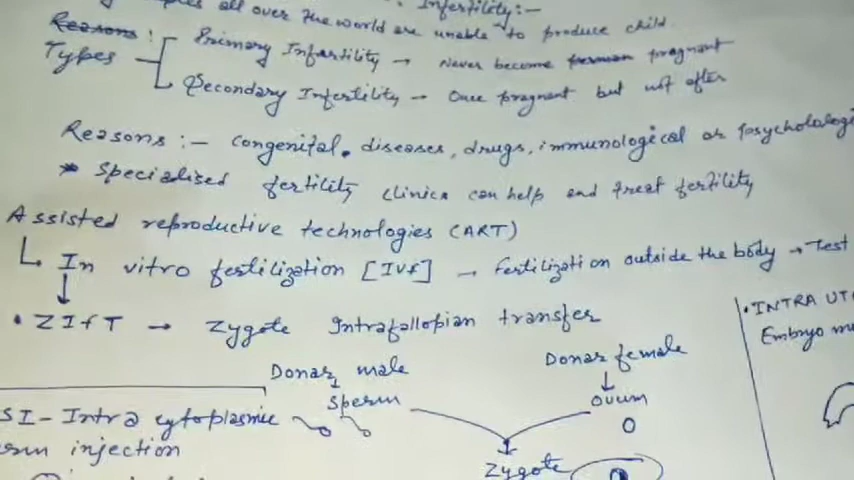 all over the world are unable to produce child. Infertility:-
Reasons :
Types
Primary Infertility → Never become pregnant
Secondary Infertility → Once pregnant but not after
Reasons :- congenital. diseases, drugs, immunological or psychologi
* Specialised fertility clinics can help and treat fertility
Assisted reproductive technologies (ART)
In vitro fertilization [IVF] → fertilization outside the body → Test
• ZIFT → Zygote Intrafallopian transfer
• INTRA UT
Embryo
Donar male
Donar female
Sperm
ovum
SI - Intra cytoplasmic
injection
Zygote